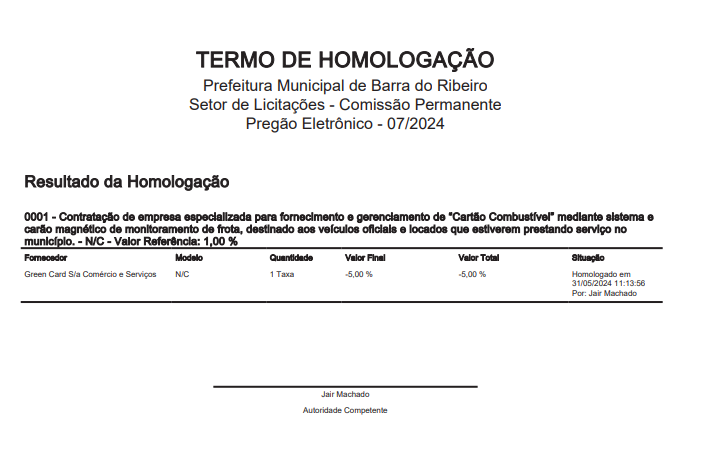 TERMO DE HOMOLOGAÇÃO
Prefeitura Municipal de Barra do Ribeiro
Setor de Licitações - Comissão Permanente
Pregão Eletrônico - 07/2024
Resultado da Homologação
0001 - Contratação de empresa especializada para fornecimento e gerenciamento de "Cartão Combustível" mediante sistema e
carão magnético de monitoramento de frota, destinado aos veículos oficiais e locados que estiverem prestando serviço no
município. - N/C - Valor Referência: 1,00 %
Fornecedor Modelo Quantidade Valor Final Valor Total Situação
Green Card S/a Comércio e Serviços N/C 1 Taxa -5,00 % -5,00 % Homologado em
31/05/2024 11:13:56
Por: Jair Machado
Jair Machado
Autoridade Competente